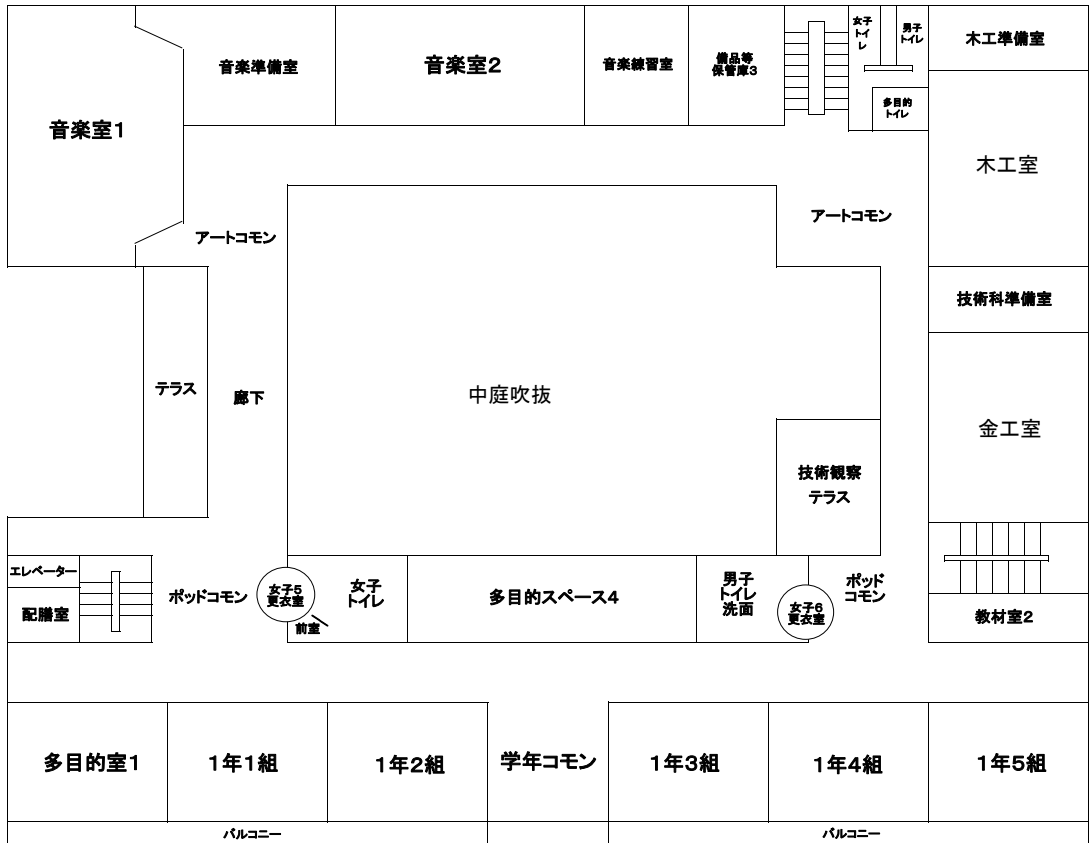 音楽準備室
音楽室2
音楽練習室
備品等
保管庫3
女子
トイ
レ
男子
トイレ
木工準備室
多目的
トイレ
音楽室1
木工室
アートコモン
アートコモン
技術科準備室
テラス
廊下
中庭吹抜
金工室
技術観察
テラス
エレベーター
配膳室
ポッドコモン
女子5
更衣室
前室
女子
トイレ
多目的スペース4
男子
トイレ
洗面
女子6
更衣室
ポッド
コモン
教材室2
多目的室1
1年1組
1年2組
学年コモン
1年3組
1年4組
1年5組
バルコニー
バルコニー